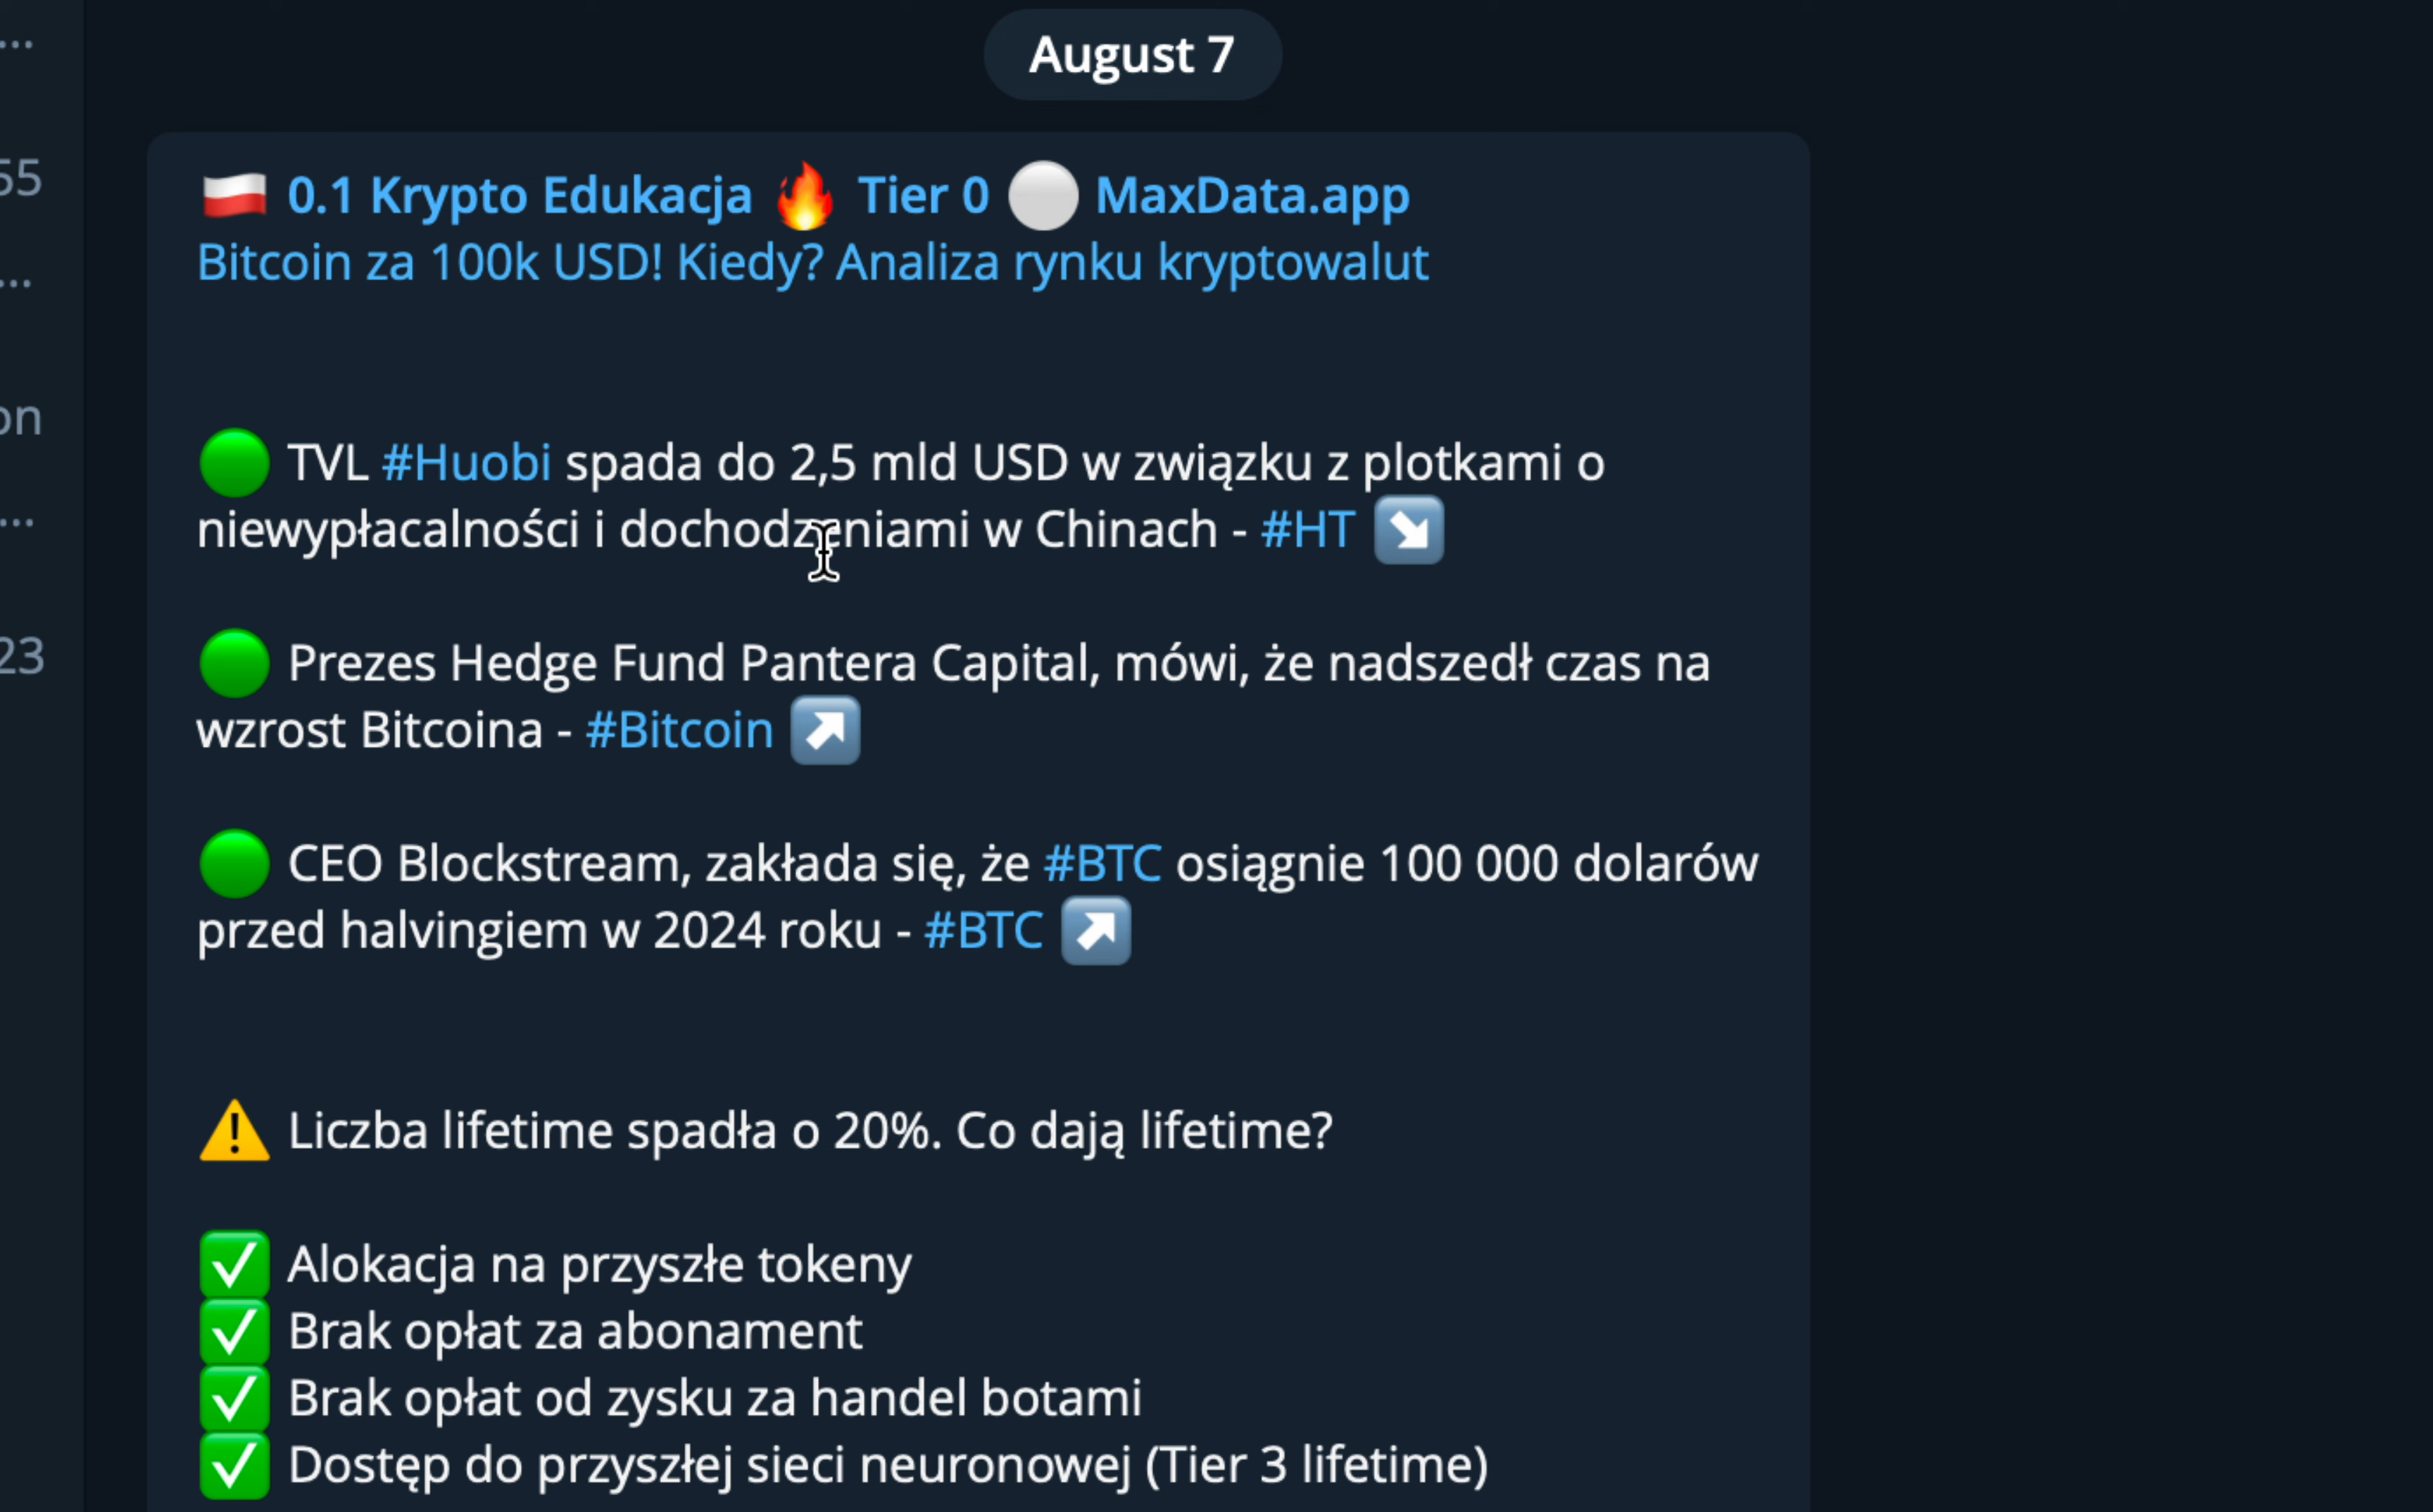 August 7
🇵🇱 0.1 Krypto Edukacja 🔥 Tier 0 ⚪ MaxData.app
Bitcoin za 100k USD! Kiedy? Analiza rynku kryptowalut
🟢 TVL #Huobi spada do 2,5 mld USD w związku z plotkami o
niewypłacalności i dochodzeniami w Chinach - #HT ↘️
🟢 Prezes Hedge Fund Pantera Capital, mówi, że nadszedł czas na
wzrost Bitcoina - #Bitcoin ↗️
🟢 CEO Blockstream, zakłada się, że #BTC osiągnie 100 000 dolarów
przed halvingiem w 2024 roku - #BTC ↗️
⚠️ Liczba lifetime spadła o 20%. Co dają lifetime?
✅ Alokacja na przyszłe tokeny
✅ Brak opłat za abonament
✅ Brak opłat od zysku za handel botami
✅ Dostęp do przyszłej sieci neuronowej (Tier 3 lifetime)